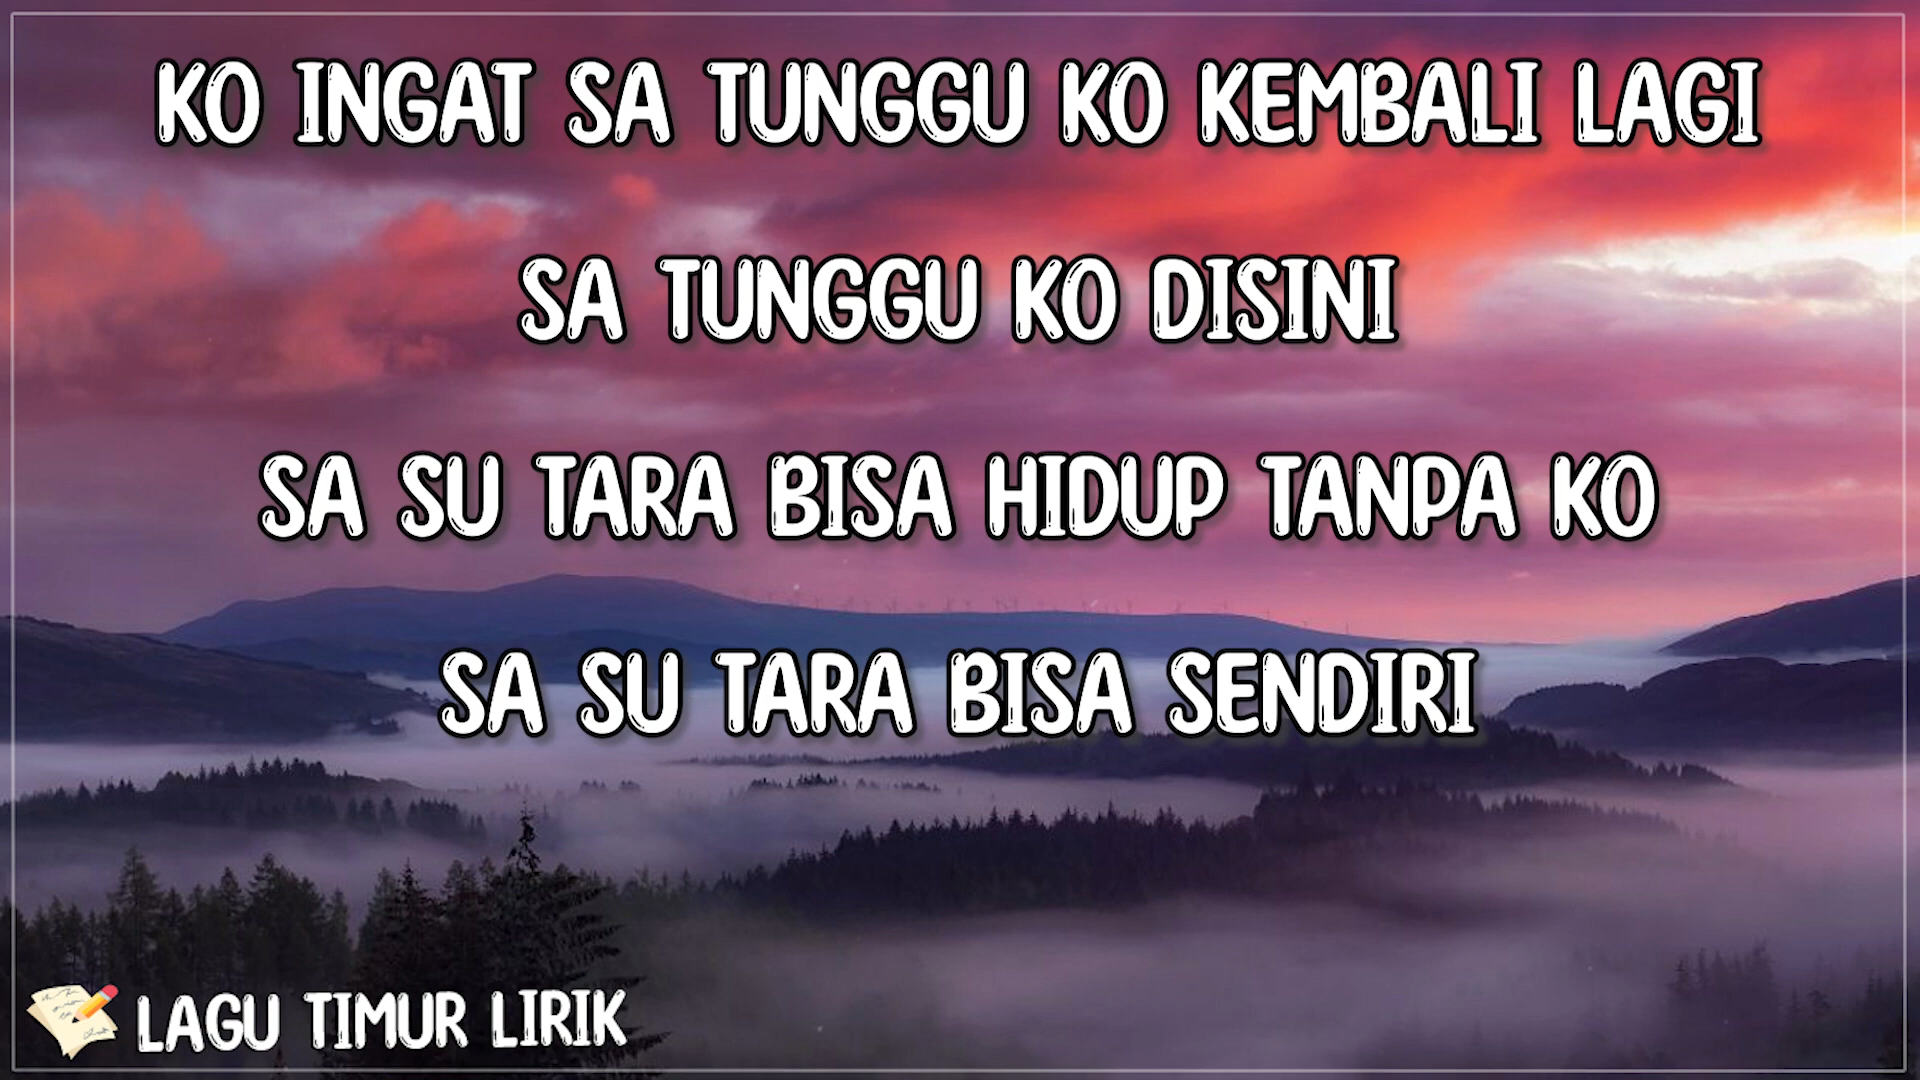 KO INGAT SA TUNGGU KO KEMBALI LAGI
SA TUNGGU KO DISINI
SA SU TARA BISA HIDUP TANPA KO
SA SU TARA BISA SENDIRI
LAGU TIMUR LIRIK